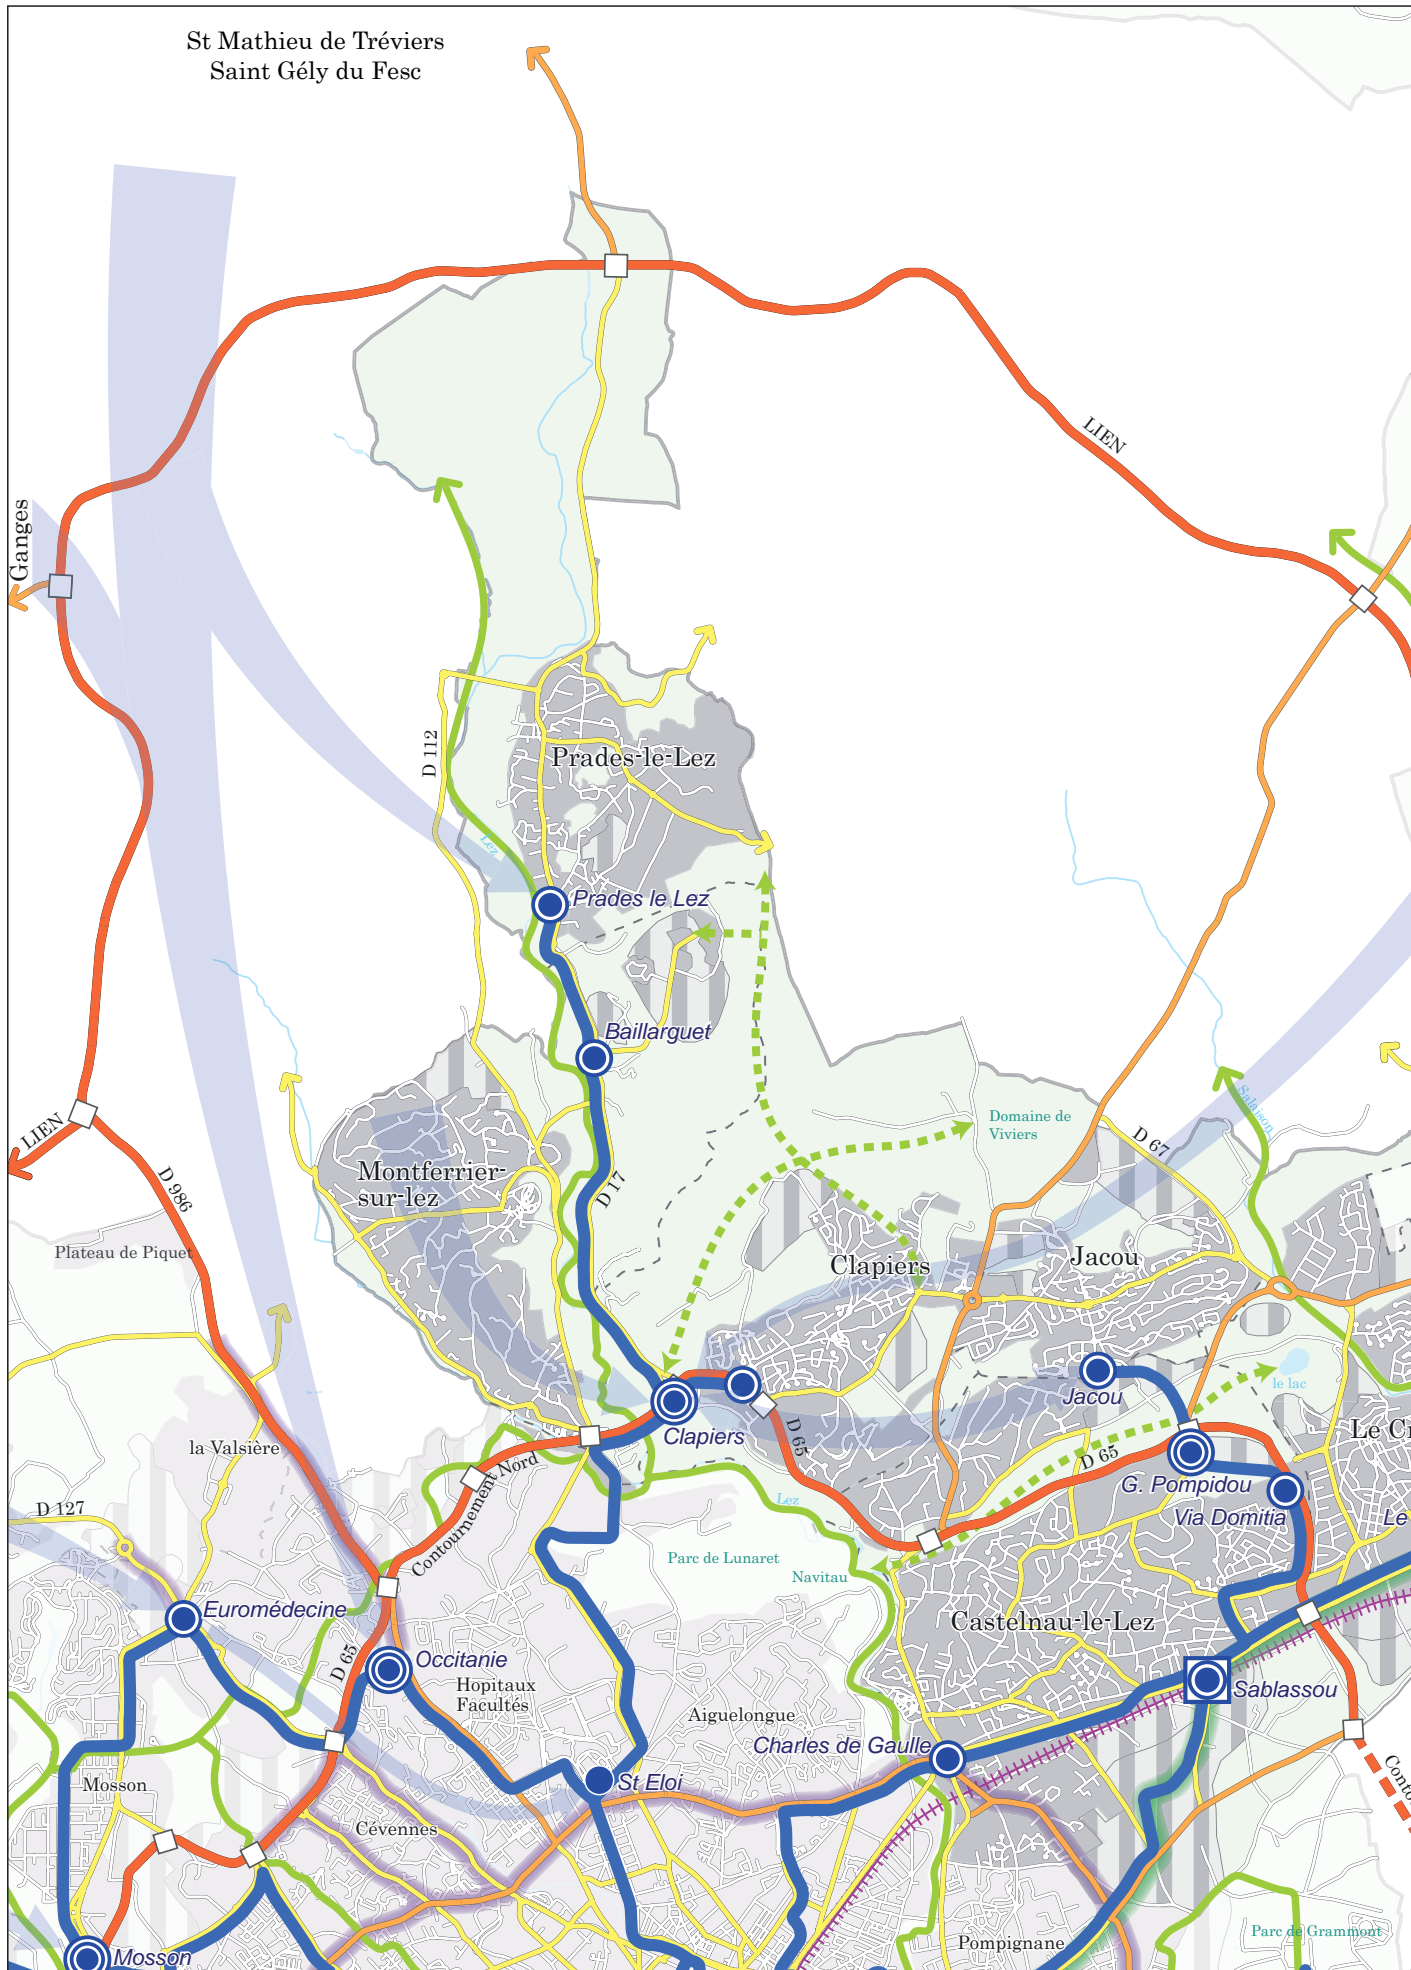 St Mathieu de Tréviers
Saint Gély du Fesc
LIEN
Ganges
D 112
Prades-le-Lez
Lez
Prades le Lez
Baillarguet
Salaison
Domaine de
Viviers
D 67
LIEN
D 986
Montferrier-
sur-lez
D 17
Plateau de Piquet
Clapiers
Jacou
Jacou
le lac
Clapiers
D 65
Le Cr
la Valsière
Contournement Nord
D 65
G. Pompidou
Via Domitia
Le
D 127
Lez
Parc de Lunaret
Navitau
Euromédecine
Castelnau-le-Lez
D 65
Occitanie
Hopitaux
Facultés
Sablassou
Aiguelongue
Charles de Gaulle
Mosson
St Eloi
Conto
Cévennes
Parc de Grammont
Pompignane
Mosson